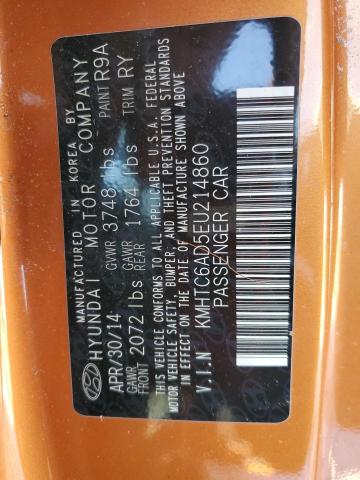 MANUFACTURED IN KOREA BY
HYUNDAI MOTOR COMPANY
APR/30/14 GVWR 3748 lbs PAINT R9A
GAWR FRONT 2072 lbs GAWR REAR 1764 lbs TRIM RY
THIS VEHICLE CONFORMS TO ALL APPLICABLE U.S.A. FEDERAL
MOTOR VEHICLE SAFETY, BUMPER, AND THEFT PREVENTION STANDARDS
IN EFFECT ON THE DATE OF MANUFACTURE SHOWN ABOVE
V.I.N KMHTC6AD5EU214860
PASSENGER CAR